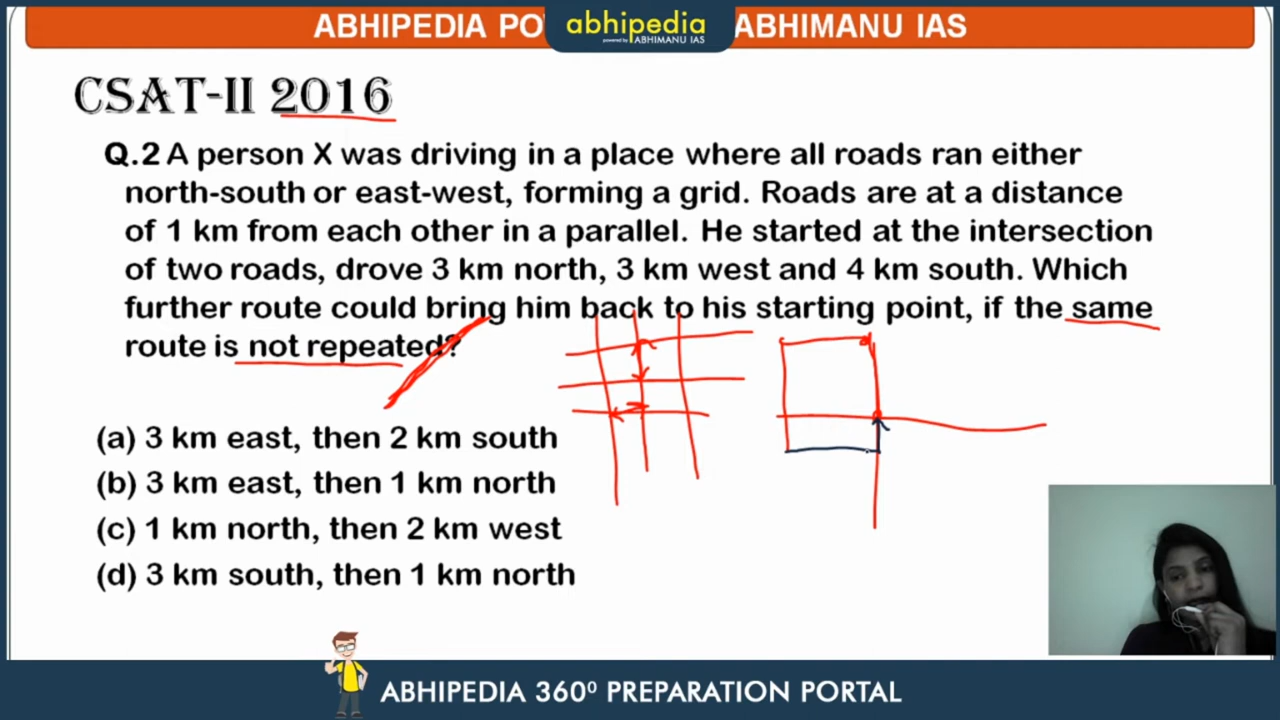 ABHIPEDIA PO abhipedia ABHIMANU IAS
powered by ABHIMANU IAS
CSAT-II 2016
Q.2 A person X was driving in a place where all roads ran either
north-south or east-west, forming a grid. Roads are at a distance
of 1 km from each other in a parallel. He started at the intersection
of two roads, drove 3 km north, 3 km west and 4 km south. Which
further route could bring him back to his starting point, if the same
route is not repeated?
(a) 3 km east, then 2 km south
(b) 3 km east, then 1 km north
(c) 1 km north, then 2 km west
(d) 3 km south, then 1 km north
ABHIPEDIA 360⁰ PREPARATION PORTAL